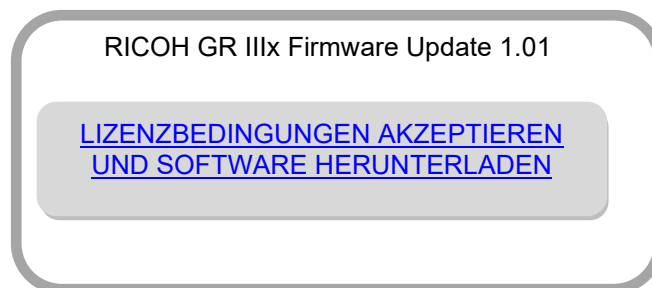 RICOH GR IIIx Firmware Update 1.01
LIZENZBEDINGUNGEN AKZEPTIEREN
UND SOFTWARE HERUNTERLADEN